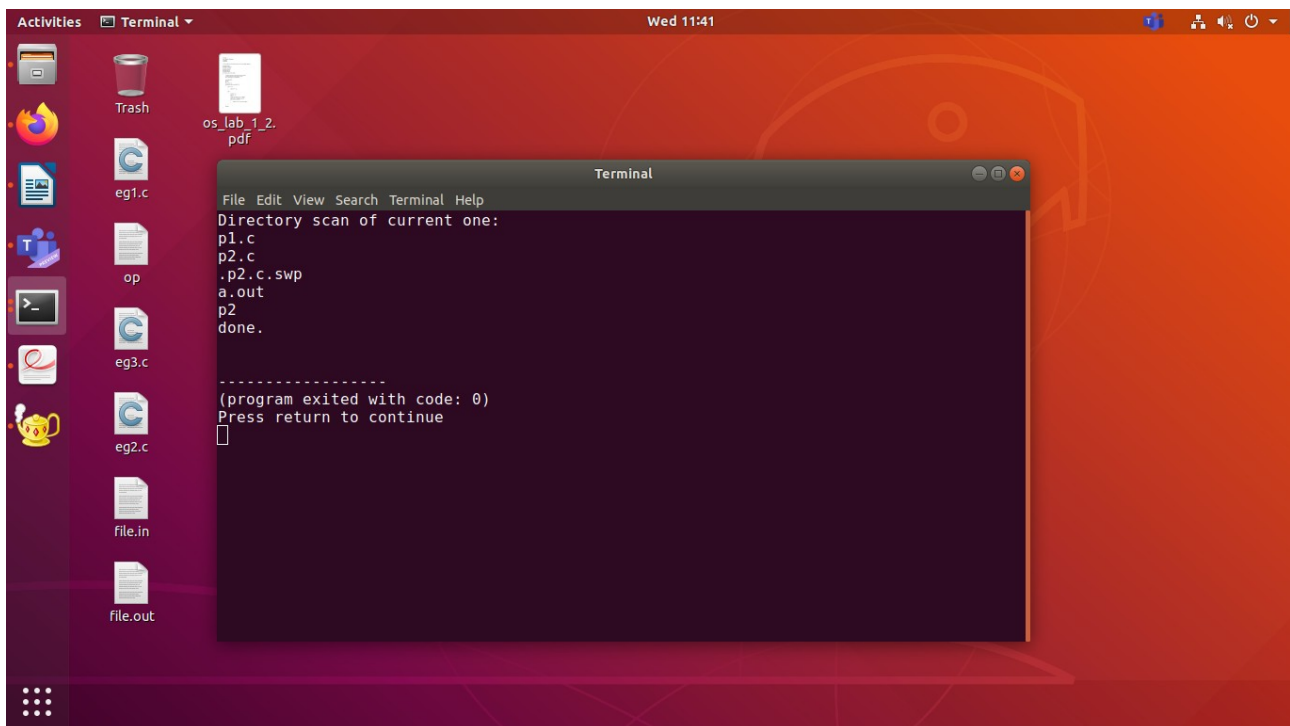 Activities Terminal Wed 11:41
Trash
os_lab_1_2.
pdf
eg1.c
op
eg3.c
eg2.c
file.in
file.out
Terminal
File Edit View Search Terminal Help
Directory scan of current one:
p1.c
p2.c
.p2.c.swp
a.out
p2
done.
------------------
(program exited with code: 0)
Press return to continue